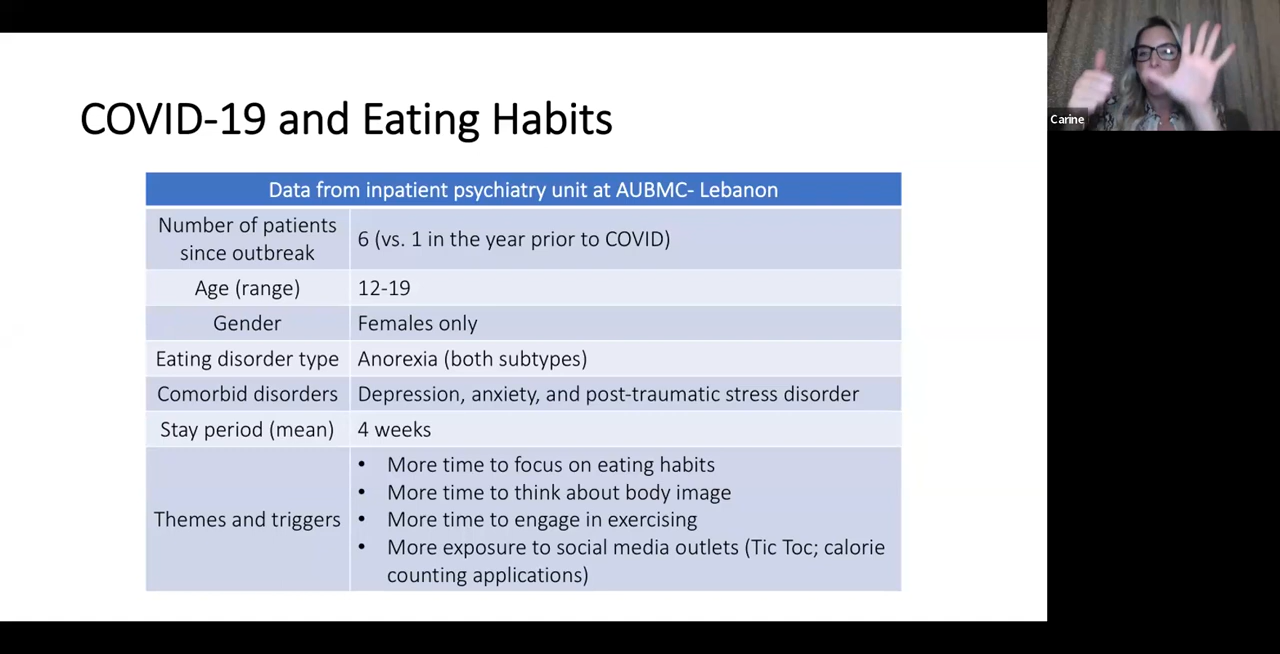 COVID-19 and Eating Habits
Data from inpatient psychiatry unit at AUBMC- Lebanon
Number of patients
since outbreak
6 (vs. 1 in the year prior to COVID)
Age (range)
12-19
Gender
Females only
Eating disorder type
Anorexia (both subtypes)
Comorbid disorders
Depression, anxiety, and post-traumatic stress disorder
Stay period (mean)
4 weeks
Themes and triggers
• More time to focus on eating habits
• More time to think about body image
• More time to engage in exercising
• More exposure to social media outlets (Tic Toc; calorie
counting applications)
Carine